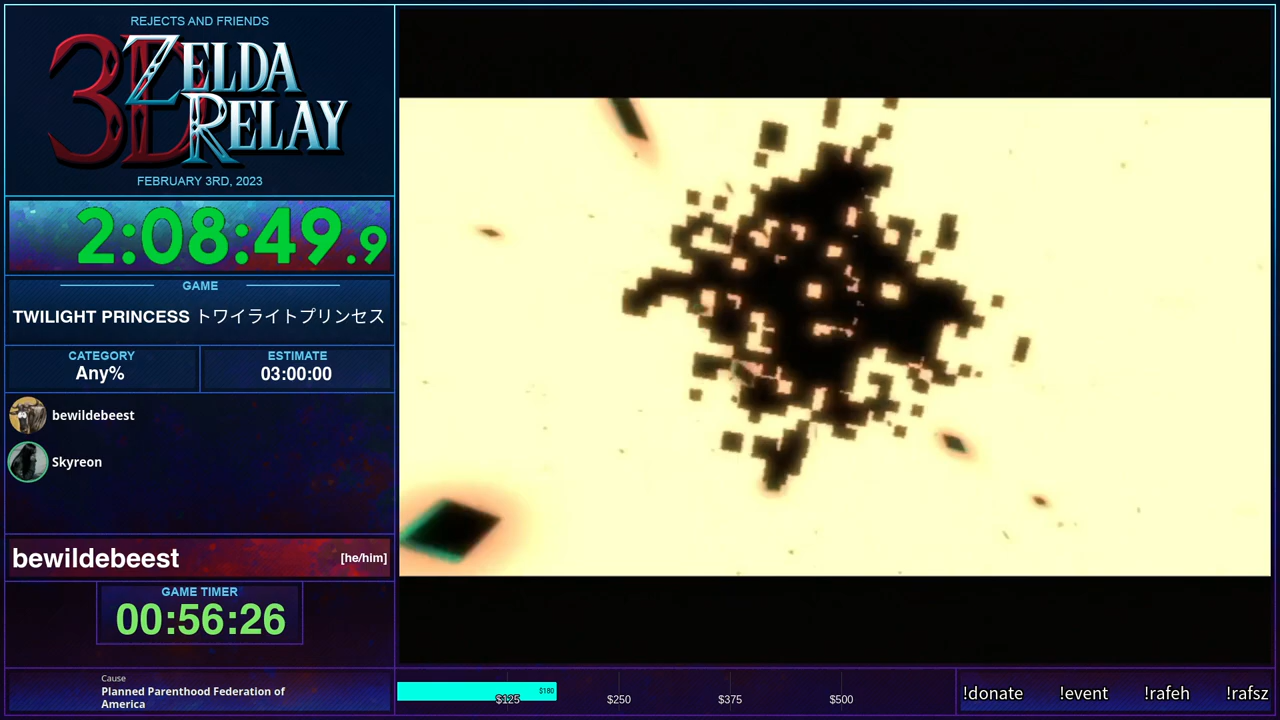 REJECTS AND FRIENDS
3D ZELDA
RELAY
FEBRUARY 3RD, 2023
2:08:49.9
GAME
TWILIGHT PRINCESS トワイライトプリンセス
CATEGORY
Any%
ESTIMATE
03:00:00
bewildebeest
Skyreon
bewildebeest [he/him]
GAME TIMER
00:56:26
Cause
Planned Parenthood Federation of
America
$180
$125 $250 $375 $500
!donate !event !rafeh !rafsz